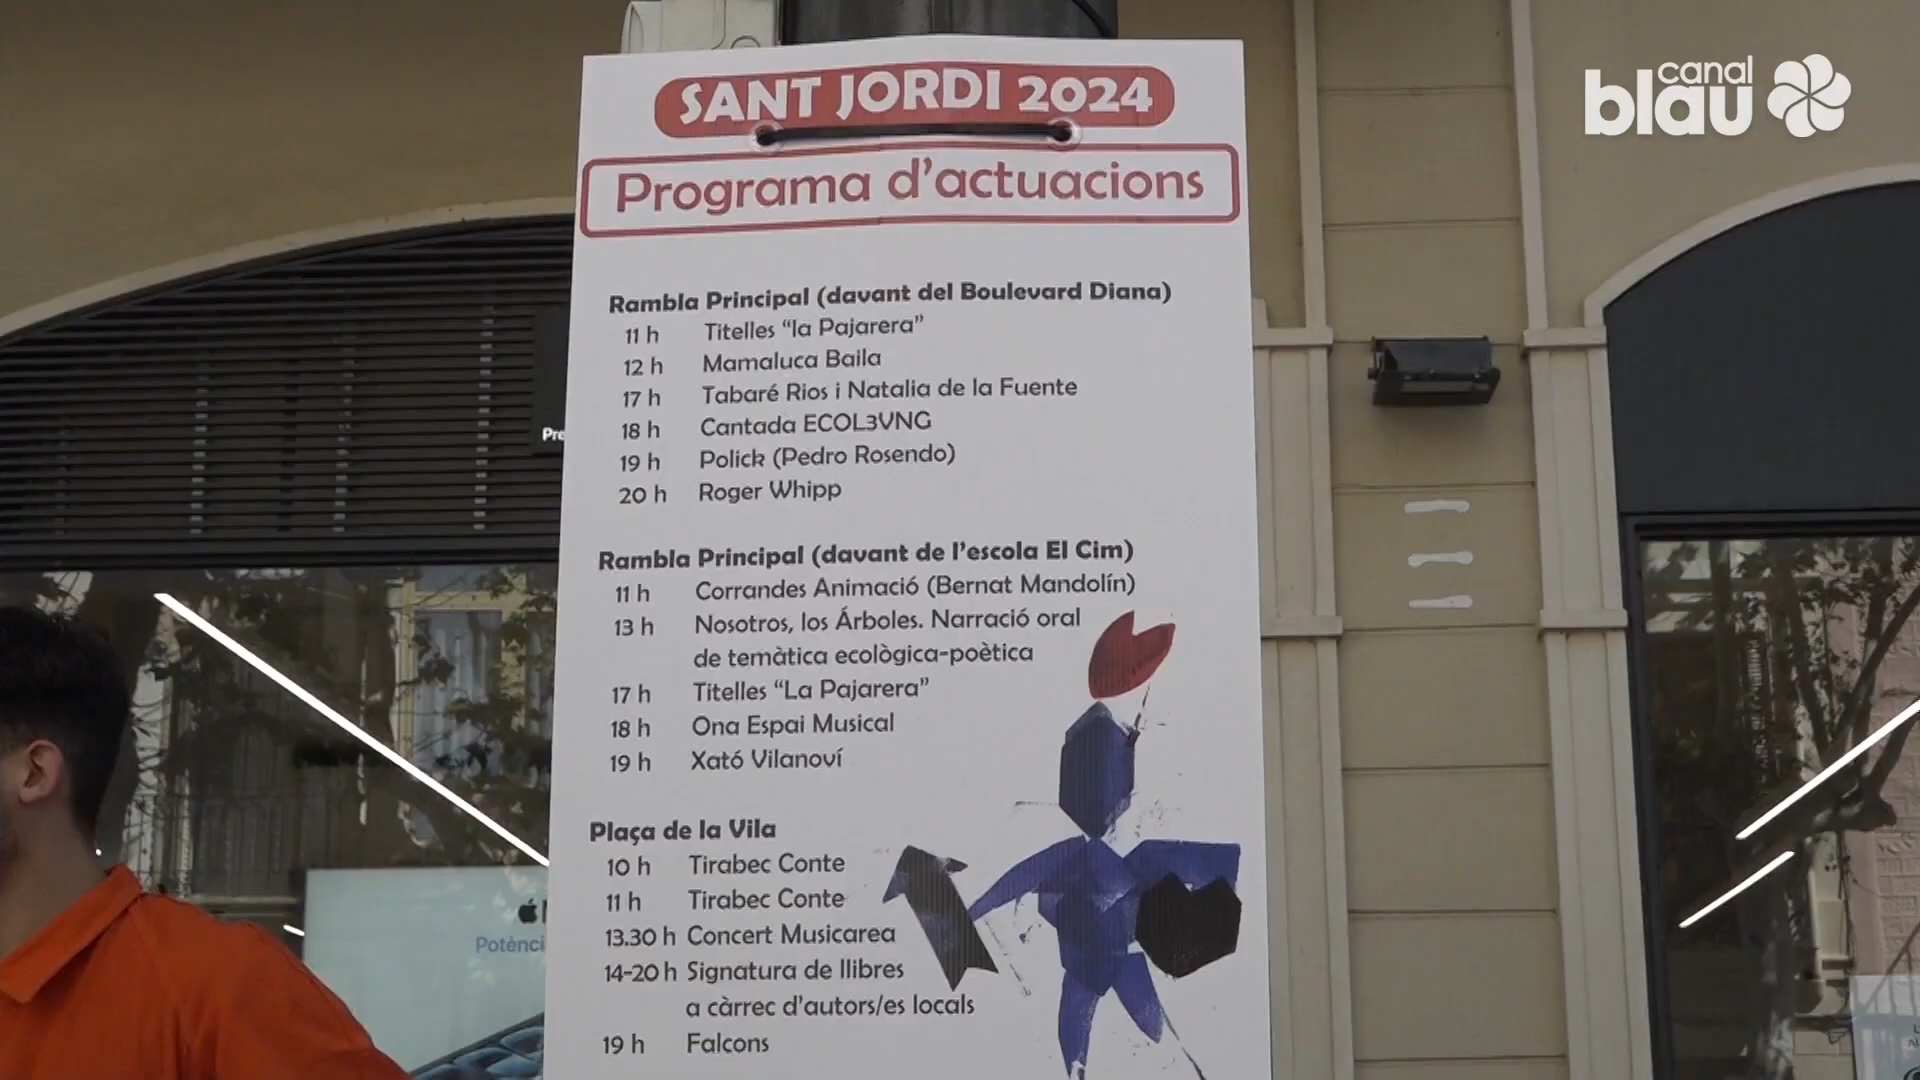 canal
blau
SANT JORDI 2024
Programa d'actuacions
Rambla Principal (davant del Boulevard Diana)
11 h Titelles “la Pajarera”
12 h Mamaluca Baila
17 h Tabaré Rios i Natalia de la Fuente
18 h Cantada ECOL3VNG
19 h Polick (Pedro Rosendo)
20 h Roger Whipp
Rambla Principal (davant de l'escola El Cim)
11 h Corrandes Animació (Bernat Mandolín)
13 h Nosotros, los Árboles. Narració oral
de temàtica ecològica-poètica
17 h Titelles “La Pajarera”
18 h Ona Espai Musical
19 h Xató Vilanoví
Plaça de la Vila
10 h Tirabec Conte
11 h Tirabec Conte
13.30 h Concert Musicarea
14-20 h Signatura de llibres
a càrrec d'autors/es locals
19 h Falcons